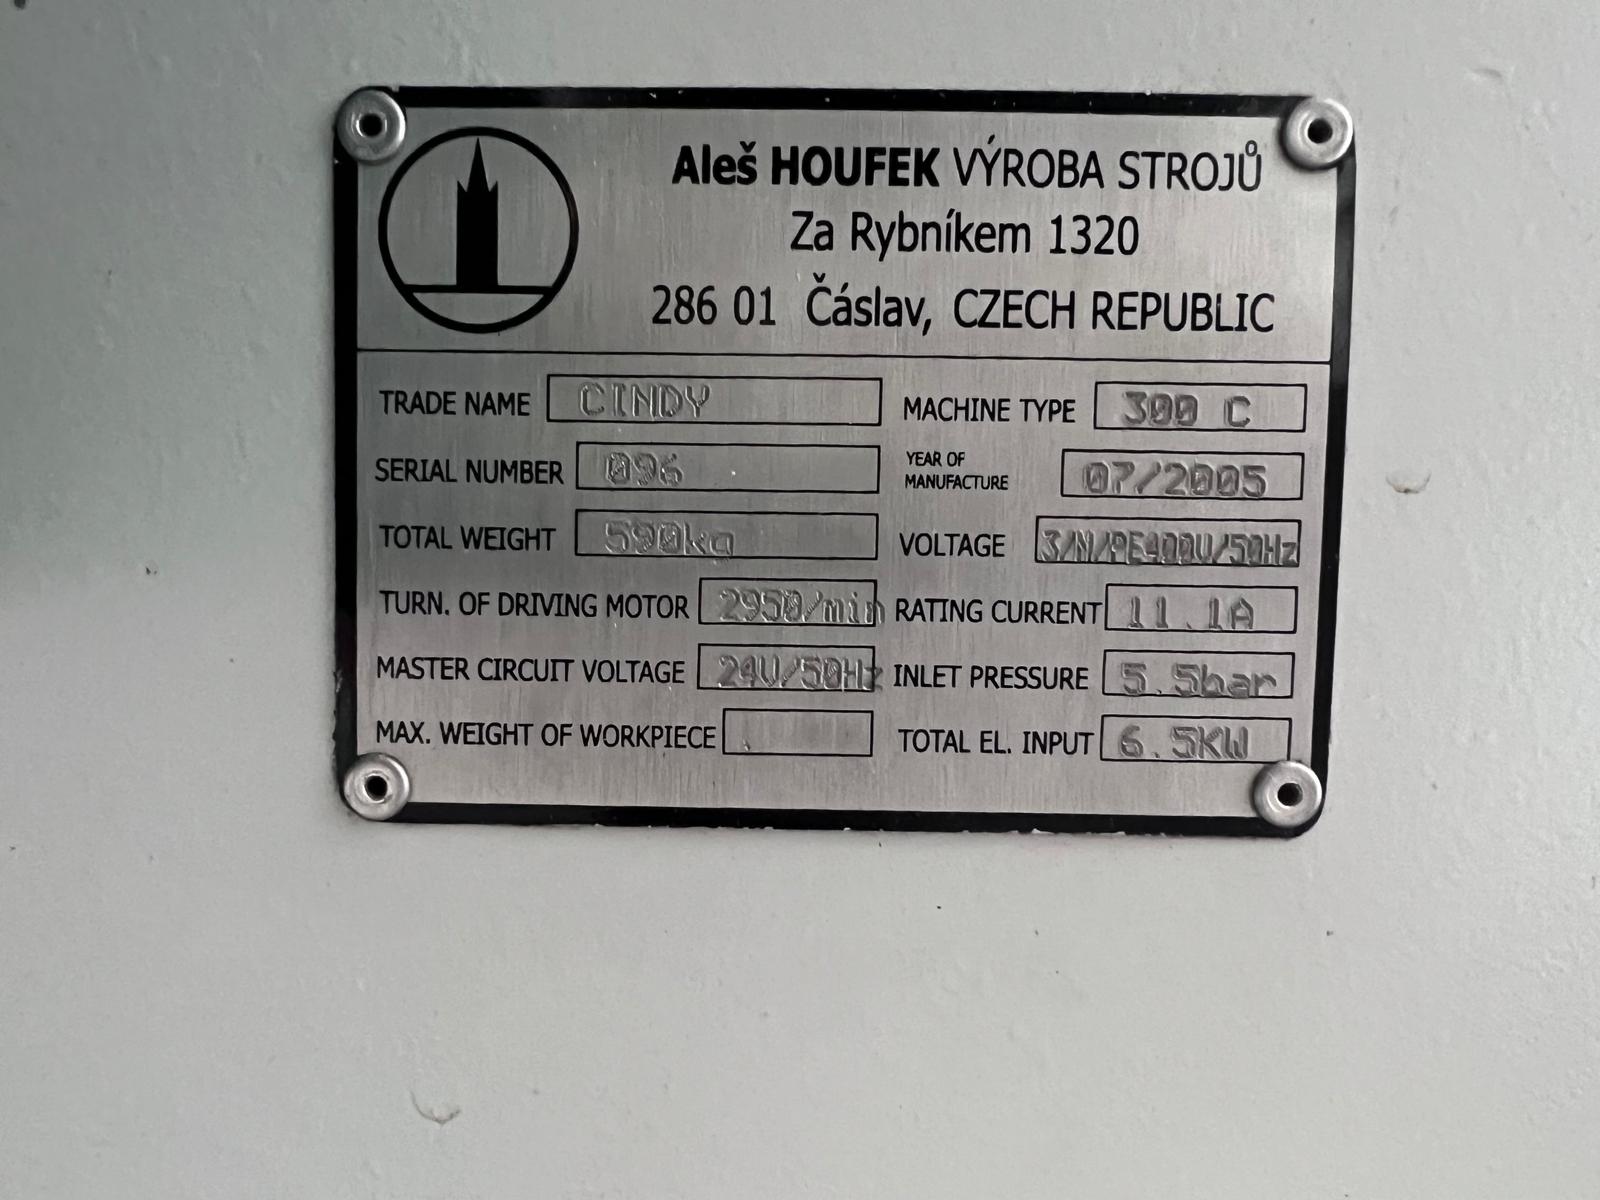 Aleš HOUFEK VÝROBA STROJŮ
Za Rybníkem 1320
286 01 Čáslav, CZECH REPUBLIC
TRADE NAME CINDY MACHINE TYPE 300 C
SERIAL NUMBER 096 YEAR OF MANUFACTURE 07/2005
TOTAL WEIGHT 590kg VOLTAGE 3/N/PE400V/50Hz
TURN. OF DRIVING MOTOR 2950/min RATING CURRENT 11.1A
MASTER CIRCUIT VOLTAGE 24V/50Hz INLET PRESSURE 5.5bar
MAX. WEIGHT OF WORKPIECE TOTAL EL. INPUT 6.5KW